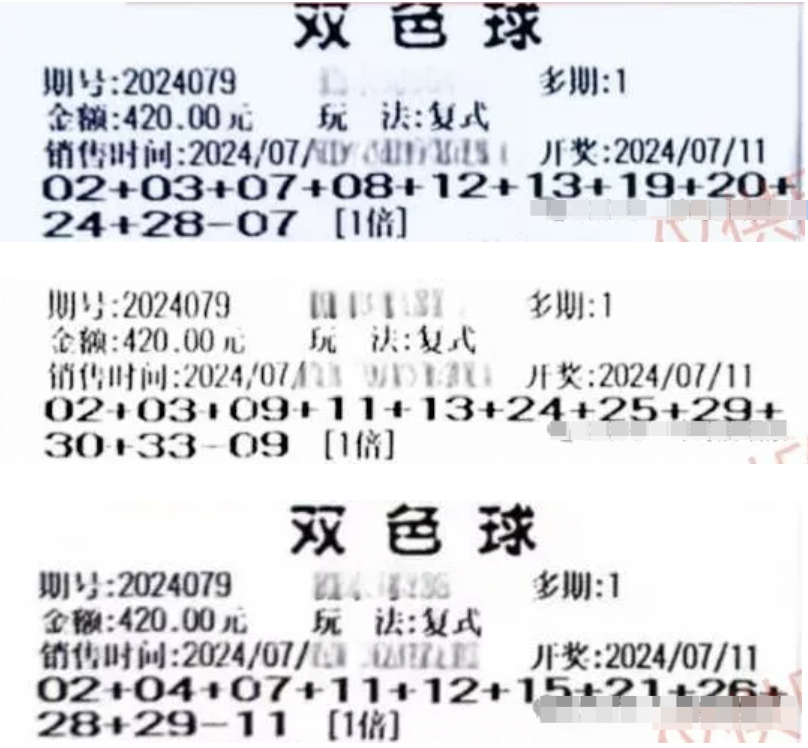 双色球
期号:2024079 多期:1
金额:420.00元 玩 法:复式
销售时间:2024/07/ 开奖:2024/07/11
02+03+07+08+12+13+19+20+
24+28-07 [1倍]
期号:2024079 多期:1
金额:420.00元 玩 法:复式
销售时间:2024/07/ 开奖:2024/07/11
02+03+09+11+13+24+25+29+
30+33-09 [1倍]
双色球
期号:2024079 多期:1
金额:420.00元 玩 法:复式
销售时间:2024/07/ 开奖:2024/07/11
02+04+07+11+12+15+21+26+
28+29-11 [1倍]